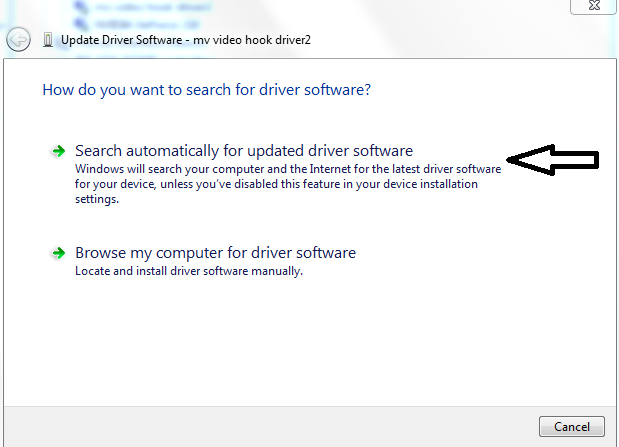 Update Driver Software - mv video hook driver2
How do you want to search for driver software?
Search automatically for updated driver software
Windows will search your computer and the Internet for the latest driver software
for your device, unless you've disabled this feature in your device installation
settings.
Browse my computer for driver software
Locate and install driver software manually.
Cancel